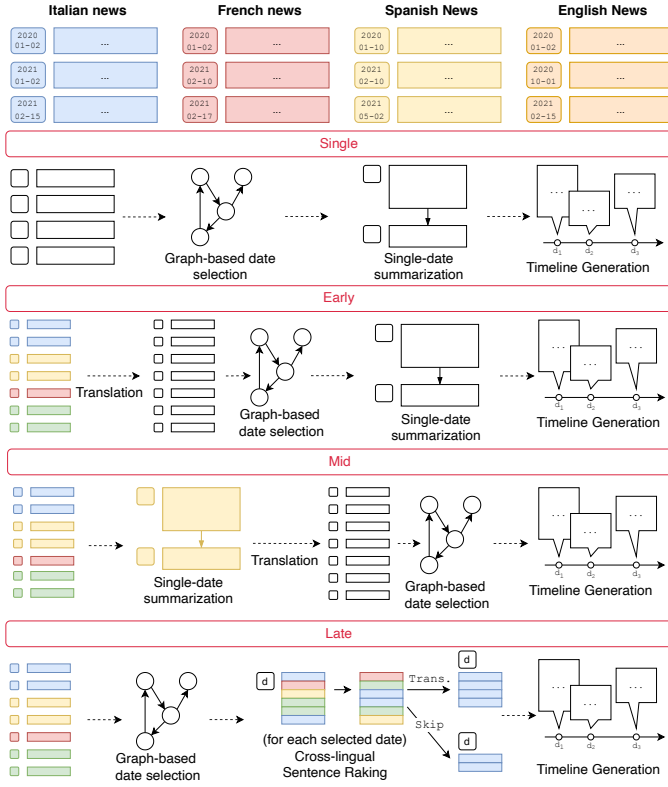 Italian news
French news
Spanish News
English News
2020
01-02
...
2020
01-02
...
2020
01-10
...
2020
01-02
...
2021
01-02
...
2021
02-10
...
2021
02-10
...
2020
10-01
...
2021
02-15
...
2021
02-17
...
2021
05-02
...
2021
02-15
...
Single
Graph-based date
selection
Single-date
summarization
...
...
...
d1
d2
d3
Timeline Generation
Early
Translation
Graph-based
date selection
Single-date
summarization
...
...
...
d1
d2
d3
Timeline Generation
Mid
Single-date
summarization
Translation
Graph-based
date selection
...
...
...
d1
d2
d3
Timeline Generation
Late
Graph-based
date selection
d
(for each selected date)
Cross-lingual
Sentence Raking
Trans.
Skip
d
d
...
...
...
d1
d2
d3
Timeline Generation